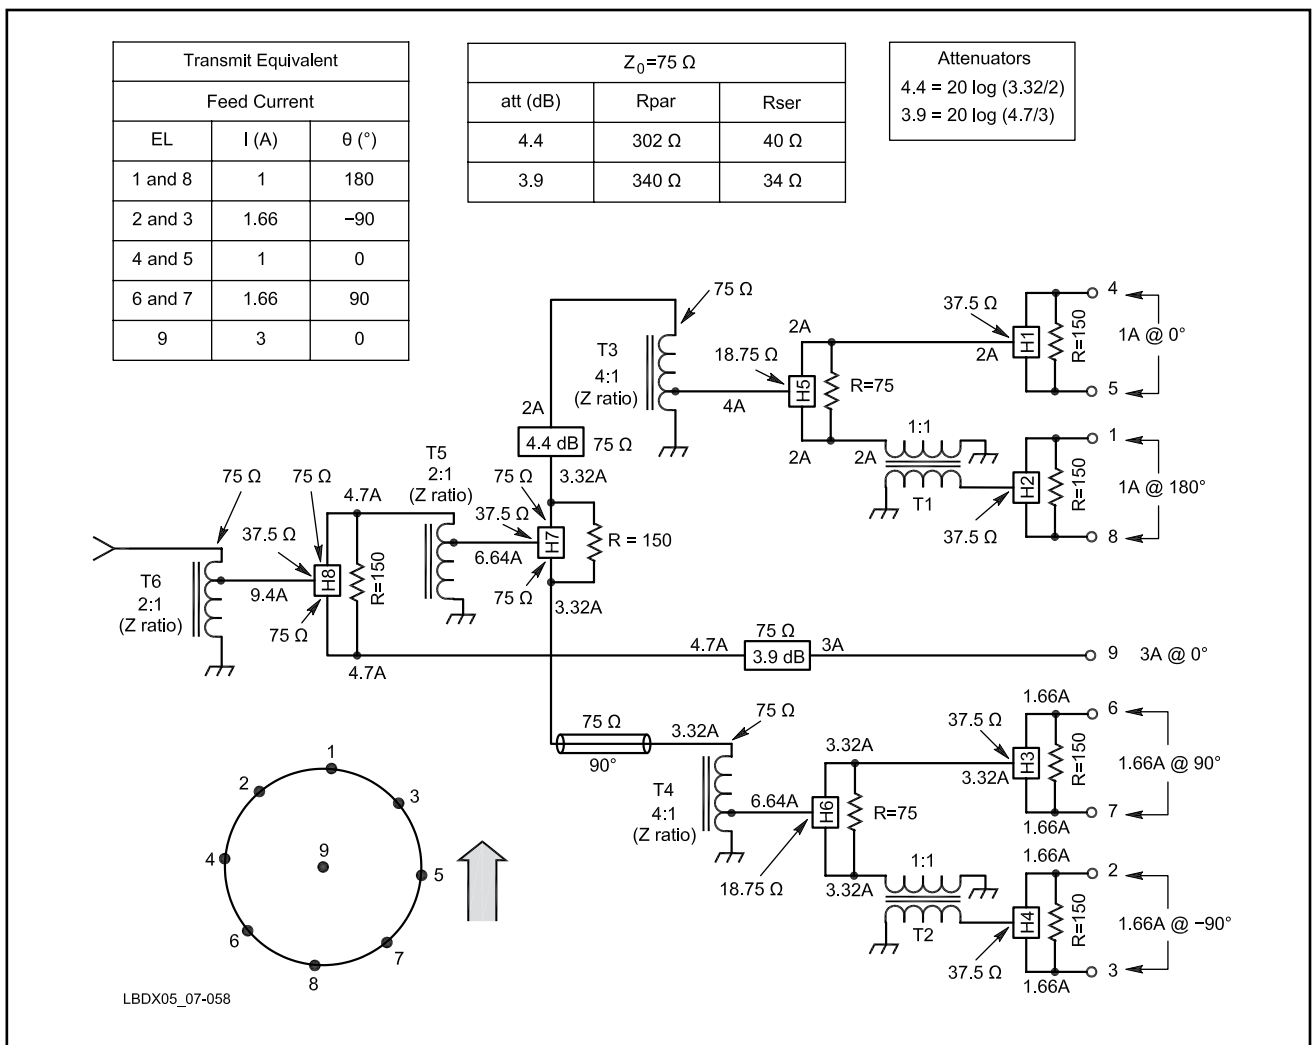 Transmit Equivalent
Feed Current
EL I (A) θ (°)
1 and 8 1 180
2 and 3 1.66 −90
4 and 5 1 0
6 and 7 1.66 90
9 3 0
Z0=75 Ω
att (dB) Rpar Rser
4.4 302 Ω 40 Ω
3.9 340 Ω 34 Ω
Attenuators
4.4 = 20 log (3.32/2)
3.9 = 20 log (4.7/3)
75 Ω
T3
4:1
(Z ratio)
2A
4.4 dB
75 Ω
3.32A
18.75 Ω
4A
H5
2A
R=75
2A
37.5 Ω
2A
H1
R=150
4
5
1A @ 0°
1:1
2A
T1
37.5 Ω
H2
R=150
1
8
1A @ 180°
75 Ω
T6
2:1
(Z ratio)
9.4A
37.5 Ω
75 Ω
H8
75 Ω
4.7A
R=150
4.7A
T5
2:1
(Z ratio)
6.64A
37.5 Ω
75 Ω
H7
75 Ω
R = 150
3.32A
4.7A
75 Ω
3.9 dB
3A
9
3A @ 0°
75 Ω
90°
3.32A
75 Ω
T4
4:1
(Z ratio)
6.64A
18.75 Ω
H6
3.32A
R=75
3.32A
37.5 Ω
3.32A
H3
1.66A
R=150
1.66A
6
7
1.66A @ 90°
1:1
T2
37.5 Ω
H4
1.66A
R=150
1.66A
2
3
1.66A @ −90°
1
2
3
4
9
5
6
7
8
LBDX05_07-058